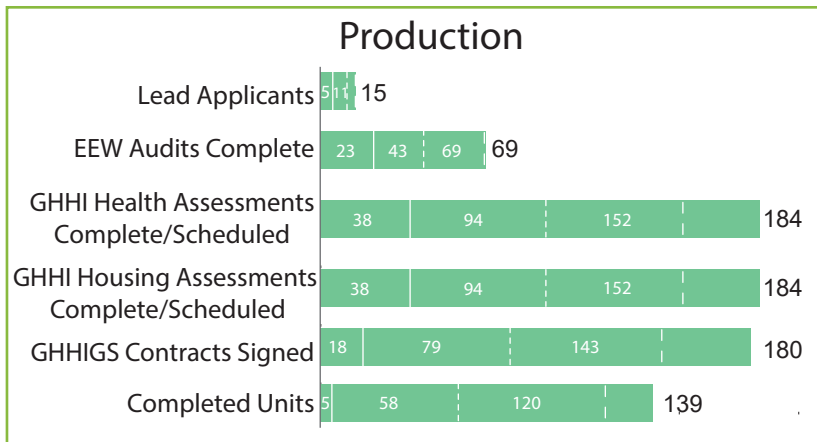 Production
Lead Applicants 5 11 15
EEW Audits Complete 23 43 69 69
GHHI Health Assessments
Complete/Scheduled 38 94 152 184
GHHI Housing Assessments
Complete/Scheduled 38 94 152 184
GHHIGS Contracts Signed 18 79 143 180
Completed Units 5 58 120 139